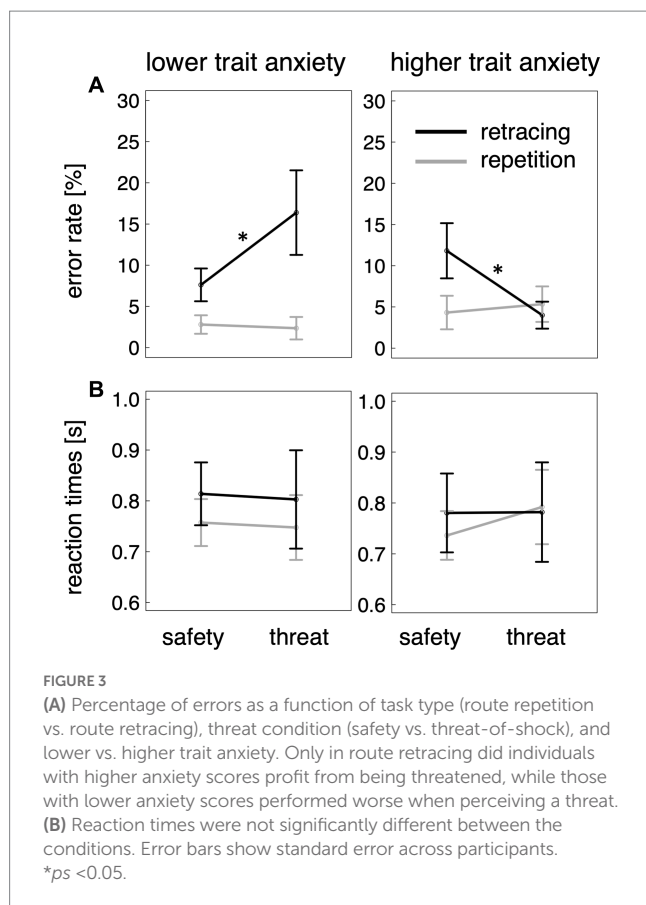 lower trait anxiety
higher trait anxiety
A
30
25
20
15
10
5
0
error rate [%]
*
30
25
20
15
10
5
0
retracing
repetition
*
B
1.0
0.9
0.8
0.7
0.6
reaction times [s]
1.0
0.9
0.8
0.7
0.6
safety
threat
safety
threat
FIGURE 3
(A) Percentage of errors as a function of task type (route repetition
vs. route retracing), threat condition (safety vs. threat-of-shock), and
lower vs. higher trait anxiety. Only in route retracing did individuals
with higher anxiety scores profit from being threatened, while those
with lower anxiety scores performed worse when perceiving a threat.
(B) Reaction times were not significantly different between the
conditions. Error bars show standard error across participants.
*ps <0.05.